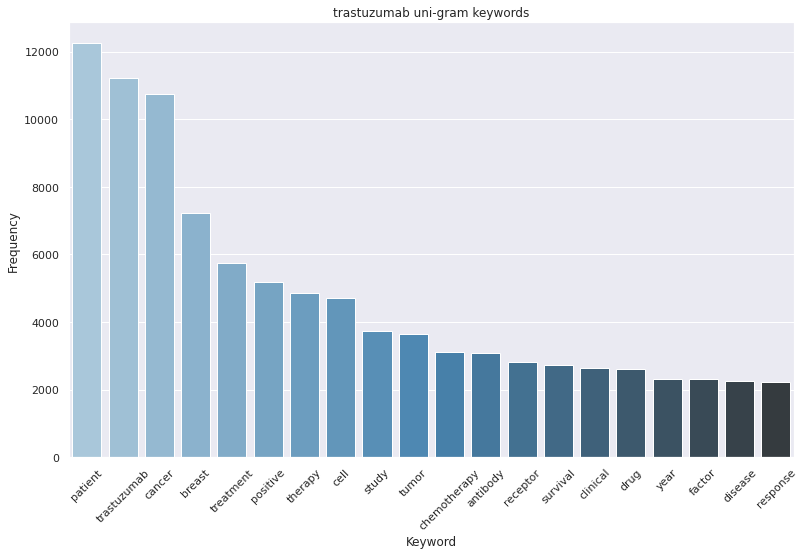 trastuzumab uni-gram keywords
Frequency
12000
10000
8000
6000
4000
2000
0
patient
trastuzumab
cancer
breast
treatment
positive
therapy
cell
study
tumor
chemotherapy
antibody
receptor
survival
clinical
drug
year
factor
disease
response
Keyword